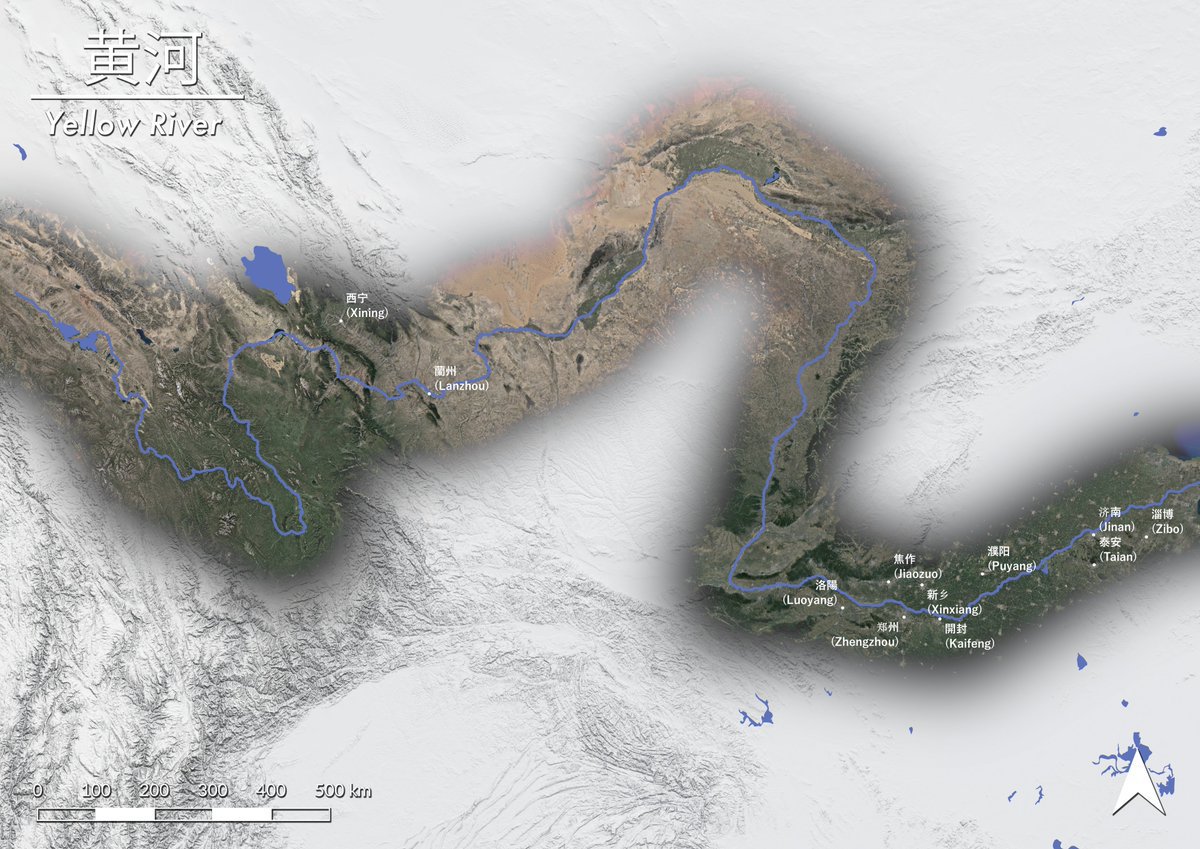 黄河
Yellow River
西宁
(Xining)
蘭州
(Lanzhou)
济南
(Jinan)
淄博
(Zibo)
泰安
(Taian)
濮阳
(Puyang)
焦作
(Jiaozuo)
新乡
(Xinxiang)
洛陽
(Luoyang)
郑州
(Zhengzhou)
開封
(Kaifeng)
0 100 200 300 400 500 km